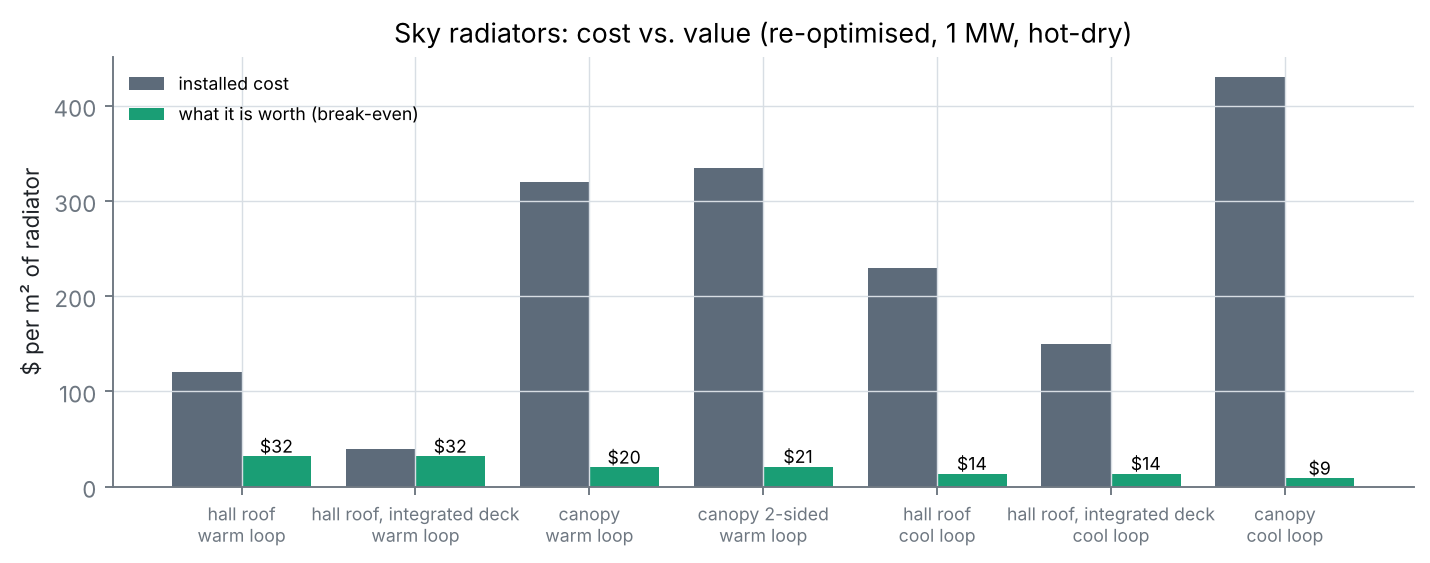 Sky radiators: cost vs. value (re-optimised, 1 MW, hot-dry)
installed cost
what it is worth (break-even)
$ per m² of radiator
400
300
200
100
0
$32
$32
$20
$21
$14
$14
$9
hall roof
warm loop
hall roof, integrated deck
warm loop
canopy
warm loop
canopy 2-sided
warm loop
hall roof
cool loop
hall roof, integrated deck
cool loop
canopy
cool loop